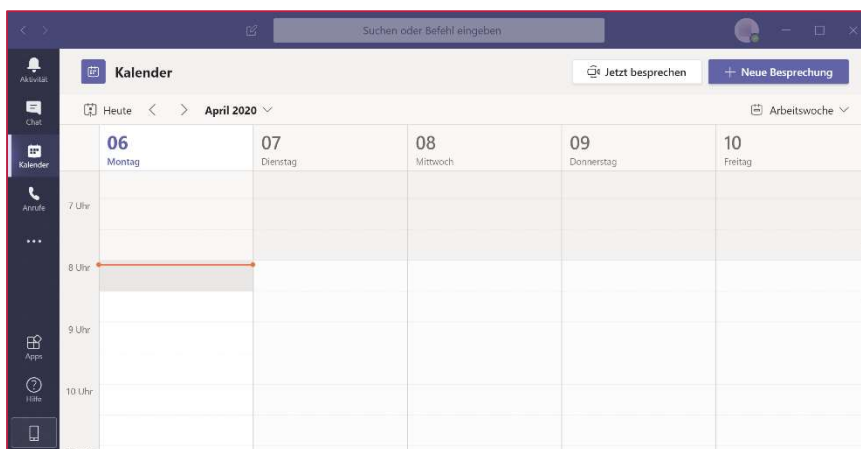 Suchen oder Befehl eingeben
Aktivität
Chat
Kalender
Anrufe
Apps
Hilfe
Kalender
Jetzt besprechen
+ Neue Besprechung
Heute
April 2020
Arbeitswoche
06
Montag
07
Dienstag
08
Mittwoch
09
Donnerstag
10
Freitag
7 Uhr
8 Uhr
9 Uhr
10 Uhr